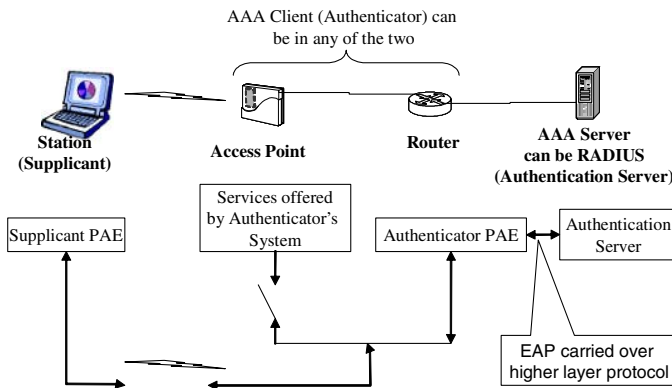 AAA Client (Authenticator) can
be in any of the two
Station
(Supplicant)
Access Point
Router
AAA Server
can be RADIUS
(Authentication Server)
Supplicant PAE
Services offered
by Authenticator's
System
Authenticator PAE
Authentication
Server
EAP carried over
higher layer protocol